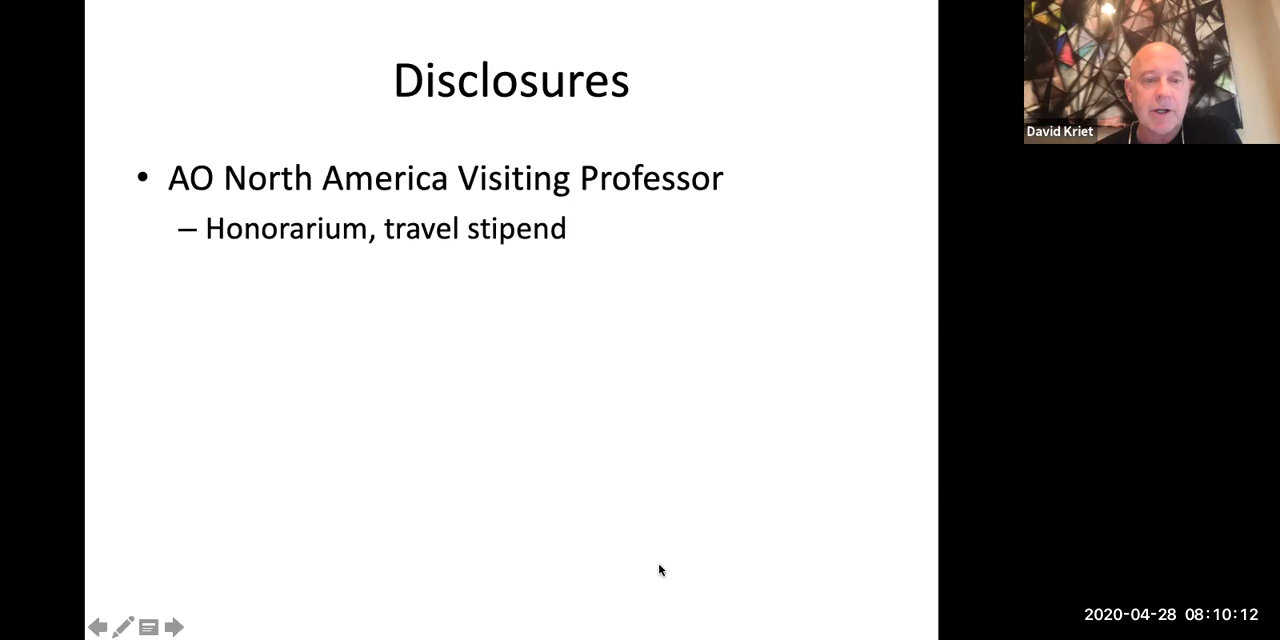 Disclosures
• AO North America Visiting Professor
– Honorarium, travel stipend
David Kriet
2020-04-28 08:10:12